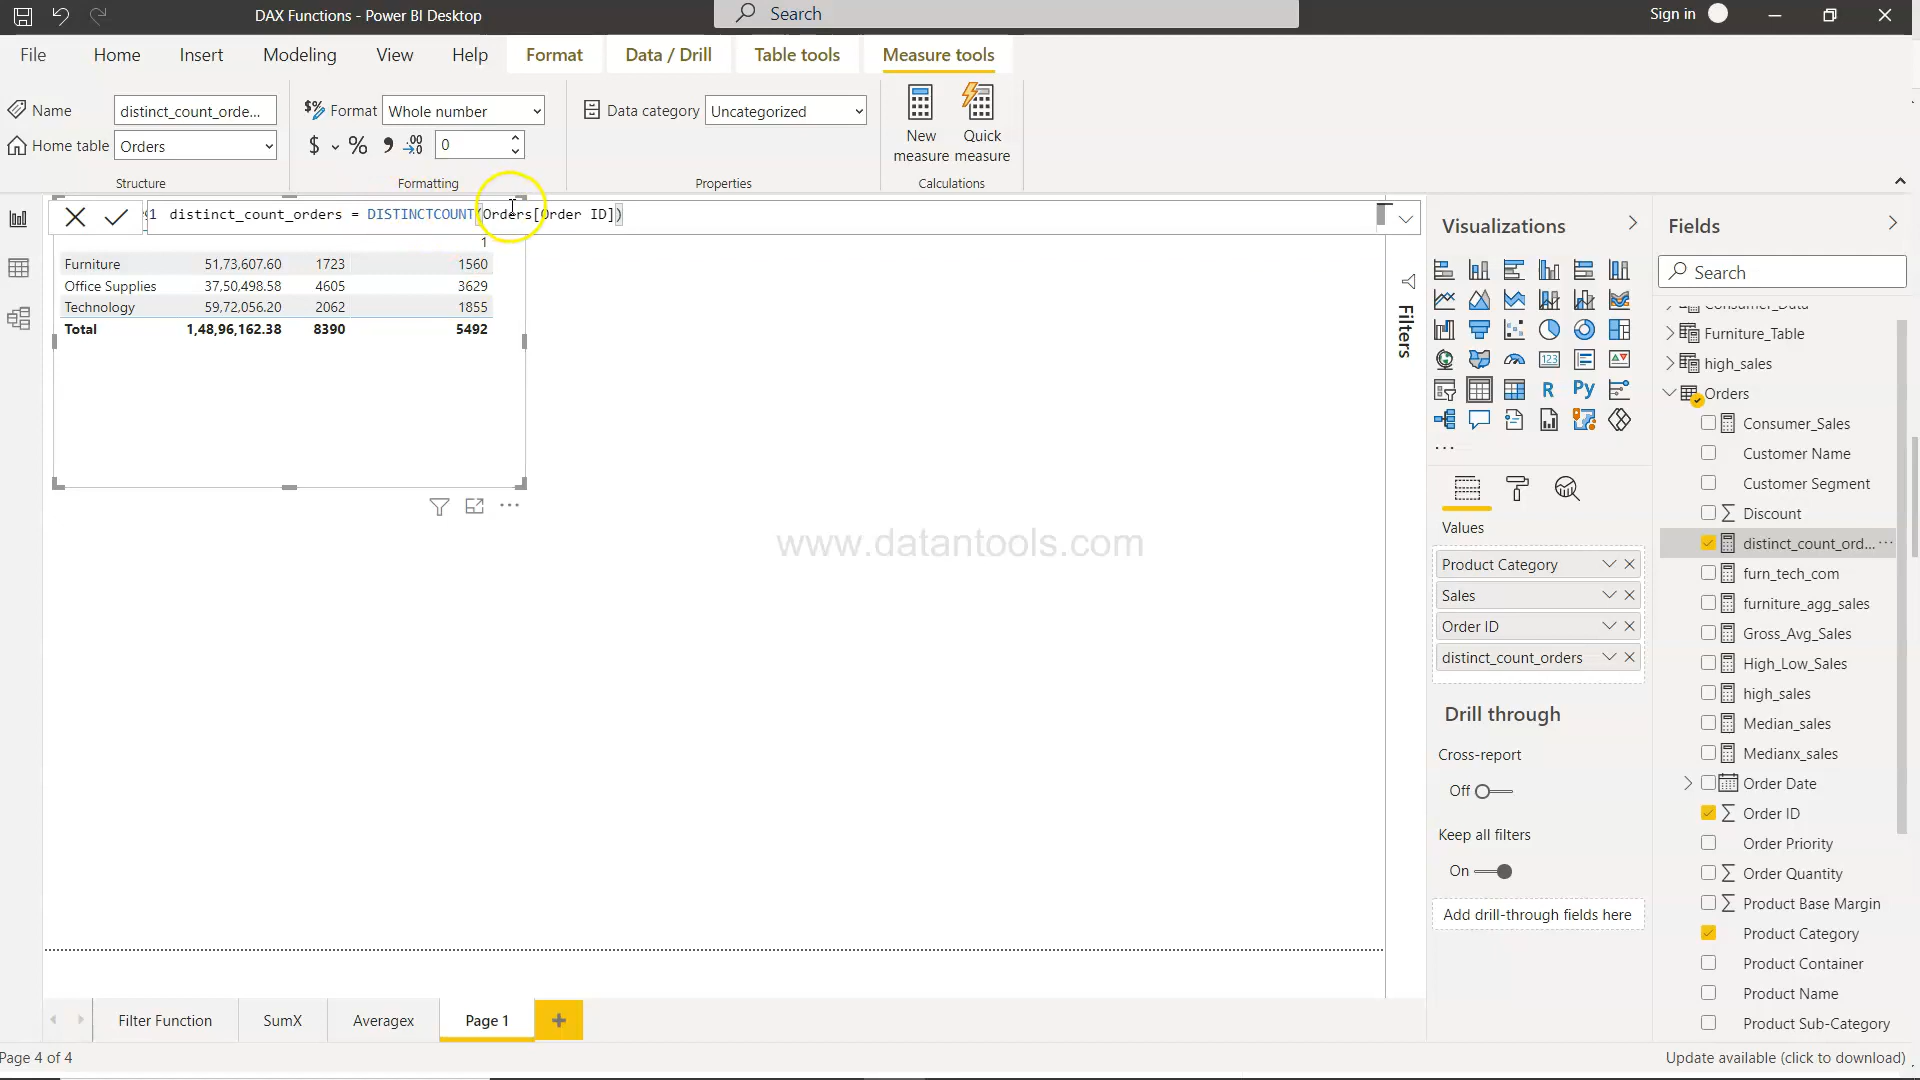 DAX Functions - Power BI Desktop
Search
Sign in
File Home Insert Modeling View Help Format Data / Drill Table tools Measure tools
Name distinct_count_orde...
Home table Orders
Structure
Format Whole number
$ % 0
Formatting
Data category Uncategorized
Properties
New measure
Quick measure
Calculations
1 distinct_count_orders = DISTINCTCOUNT(Orders[Order ID])
1
Furniture 51,73,607.60 1723 1560
Office Supplies 37,50,498.58 4605 3629
Technology 59,72,056.20 2062 1855
Total 1,48,96,162.38 8390 5492
www.datantools.com
Filters
Visualizations
R Py
123
...
Values
Product Category
Sales
Order ID
distinct_count_orders
Drill through
Cross-report
Off
Keep all filters
On
Add drill-through fields here
Fields
Search
Consumer_Data
Furniture_Table
high_sales
Orders
Consumer_Sales
Customer Name
Customer Segment
Discount
distinct_count_ord... ...
furn_tech_com
furniture_agg_sales
Gross_Avg_Sales
High_Low_Sales
high_sales
Median_sales
Medianx_sales
Order Date
Order ID
Order Priority
Order Quantity
Product Base Margin
Product Category
Product Container
Product Name
Product Sub-Category
Filter Function SumX Averagex Page 1 +
Page 4 of 4
Update available (click to download)